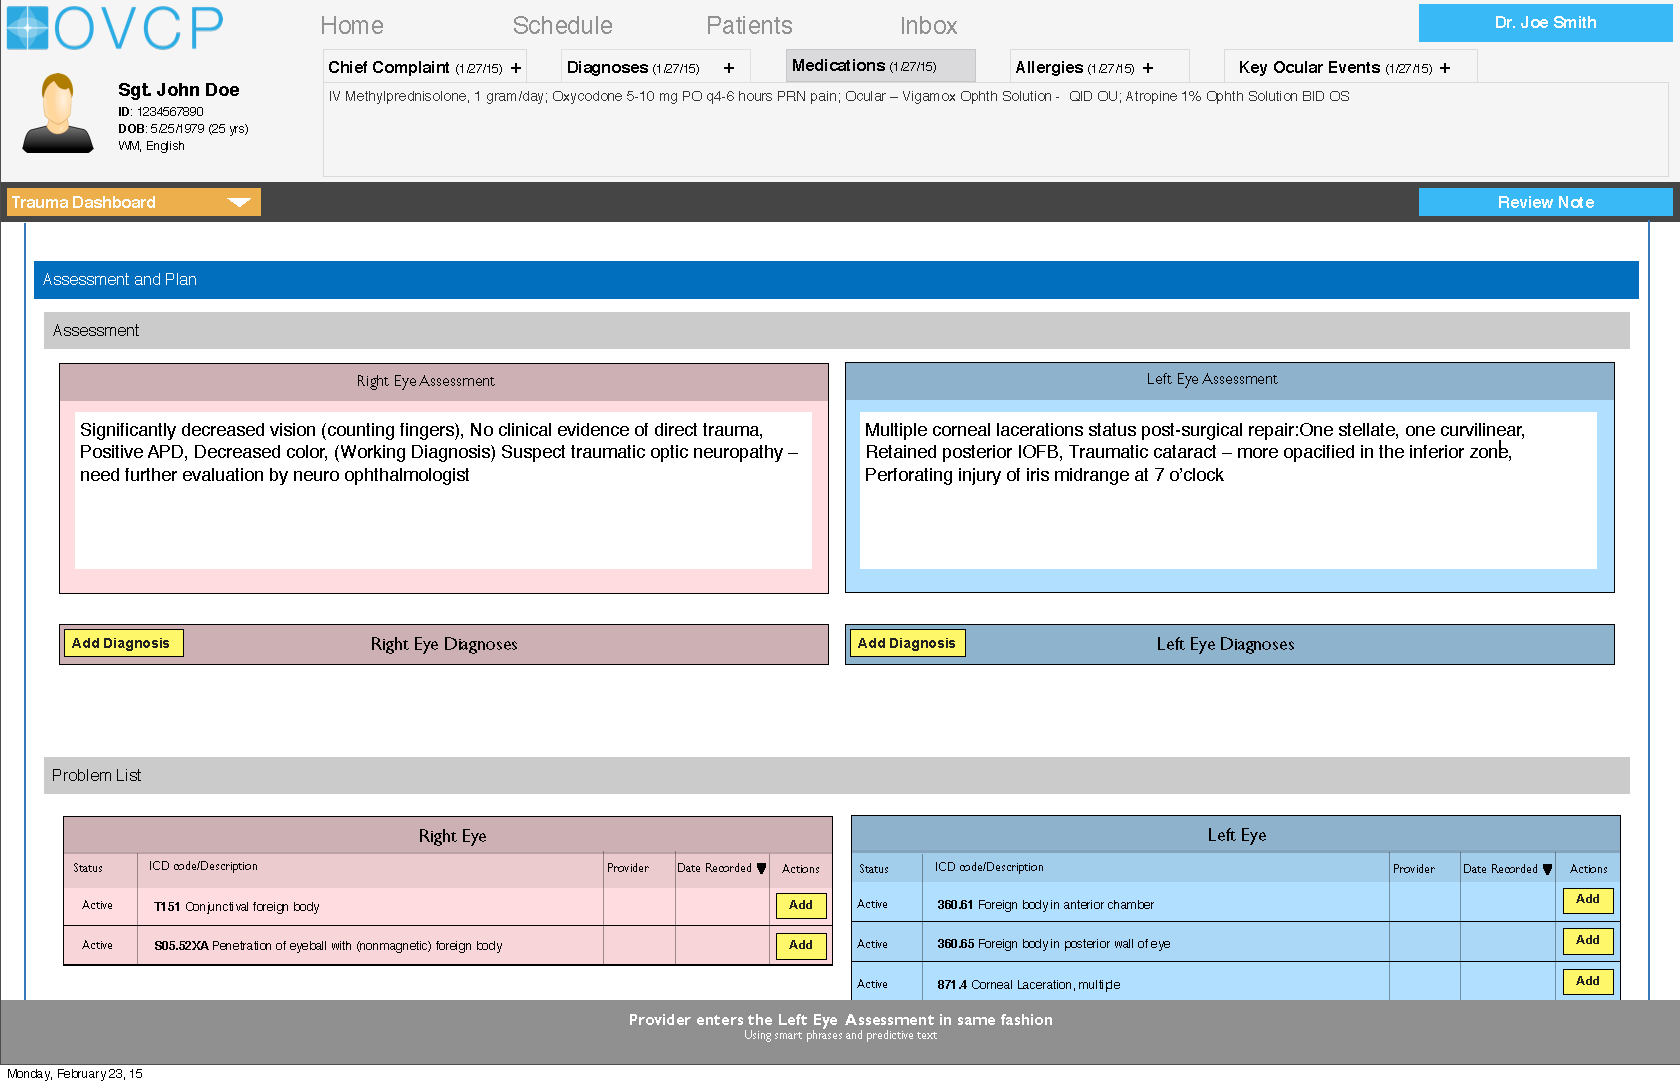 OVCP
Home Schedule Patients Inbox
Dr. Joe Smith
Chief Complaint (1/27/15) + Diagnoses (1/27/15) + Medications (1/27/15) Allergies (1/27/15) + Key Ocular Events (1/27/15) +
Sgt. John Doe
ID: 1234567890
DOB: 5/25/1979 (25 yrs)
WM, English
IV Methylprednisolone, 1 gram/day; Oxycodone 5-10 mg PO q4-6 hours PRN pain; Ocular – Vigamox Ophth Solution - QID OU; Atropine 1% Ophth Solution BID OS
Trauma Dashboard
Review Note
Assessment and Plan
Assessment
Right Eye Assessment
Significantly decreased vision (counting fingers), No clinical evidence of direct trauma,
Positive APD, Decreased color, (Working Diagnosis) Suspect traumatic optic neuropathy –
need further evaluation by neuro ophthalmologist
Left Eye Assessment
Multiple corneal lacerations status post-surgical repair:One stellate, one curvilinear,
Retained posterior IOFB, Traumatic cataract – more opacified in the inferior zone,
Perforating injury of iris midrange at 7 o’clock
Add Diagnosis Right Eye Diagnoses
Add Diagnosis Left Eye Diagnoses
Problem List
Right Eye
Status ICD code/Description Provider Date Recorded ▼ Actions
Active T151 Conjunctival foreign body Add
Active S05.52XA Penetration of eyeball with (nonmagnetic) foreign body Add
Left Eye
Status ICD code/Description Provider Date Recorded ▼ Actions
Active 360.61 Foreign body in anterior chamber Add
Active 360.65 Foreign body in posterior wall of eye Add
Active 871.4 Corneal Laceration, multiple Add
Provider enters the Left Eye Assessment in same fashion
Using smart phrases and predictive text
Monday, February 23, 15